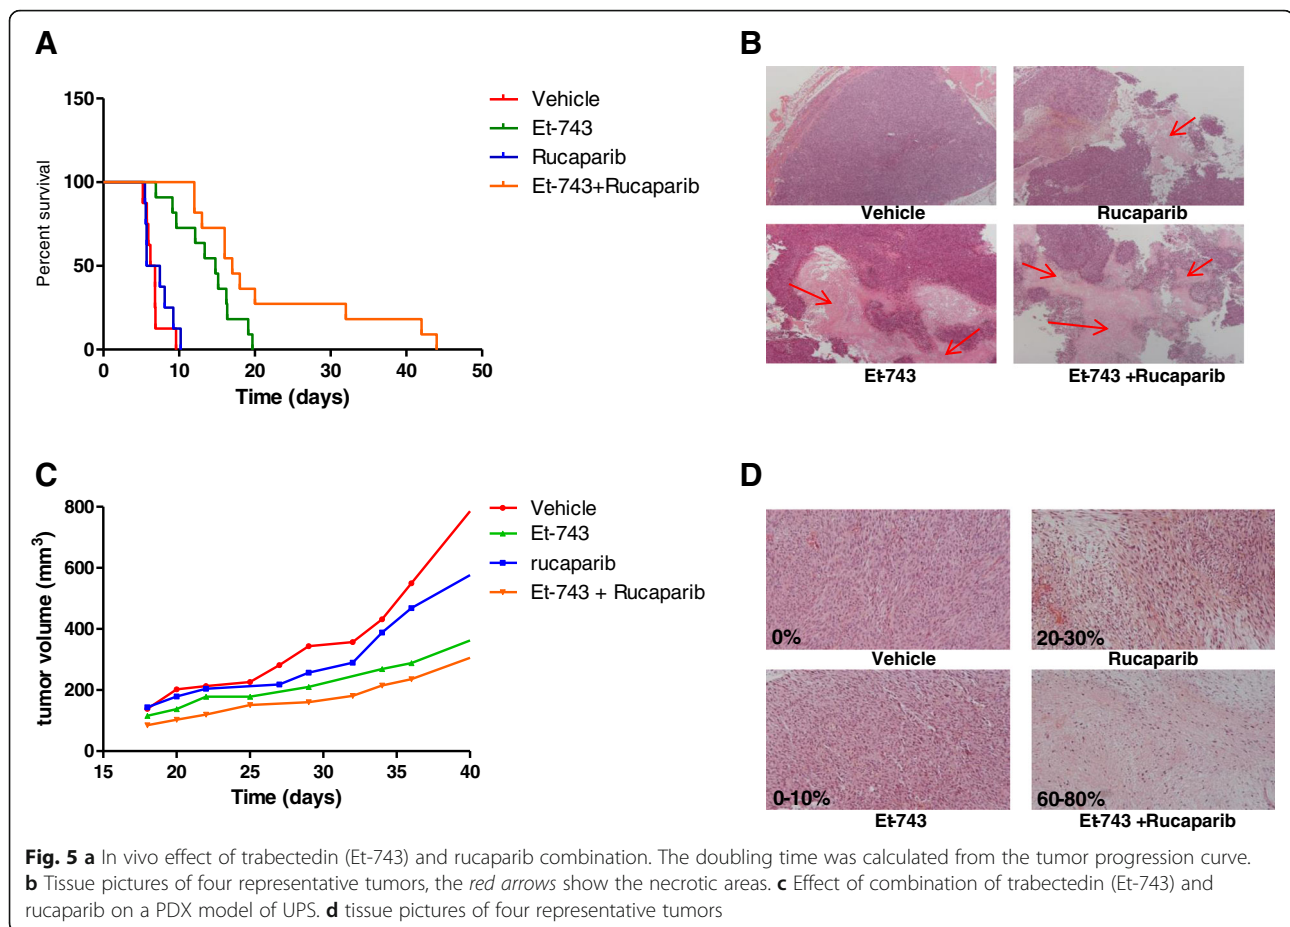 A
150
100
50
0
Percent survival
0 10 20 30 40 50
Time (days)
Vehicle
Et-743
Rucaparib
Et-743+Rucaparib
B
Vehicle
Rucaparib
Et-743
Et-743 +Rucaparib
C
800
600
400
200
0
tumor volume (mm³)
15 20 25 30 35 40
Time (days)
Vehicle
Et-743
rucaparib
Et-743 + Rucaparib
D
0%
Vehicle
20-30%
Rucaparib
0-10%
Et-743
60-80%
Et-743 +Rucaparib
Fig. 5 a In vivo effect of trabectedin (Et-743) and rucaparib combination. The doubling time was calculated from the tumor progression curve.
b Tissue pictures of four representative tumors, the red arrows show the necrotic areas. c Effect of combination of trabectedin (Et-743) and
rucaparib on a PDX model of UPS. d tissue pictures of four representative tumors